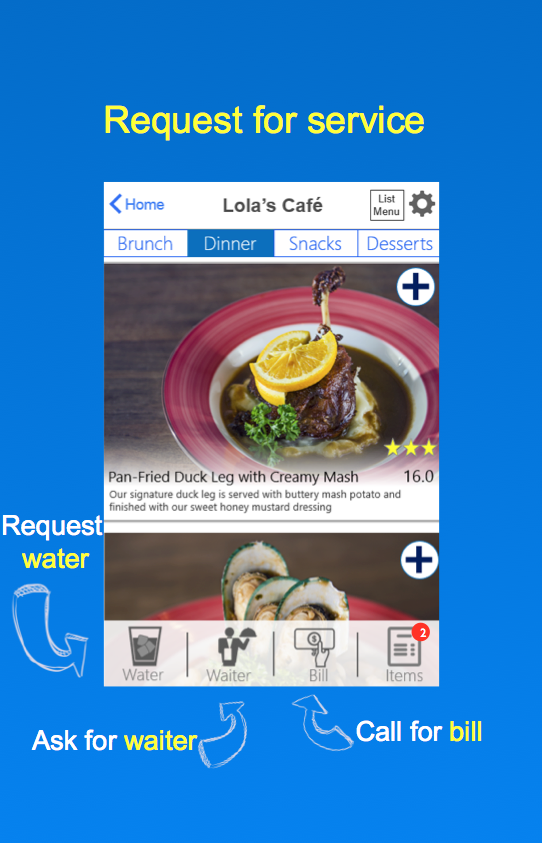 Request for service
Home
Lola's Café
List
Menu
Brunch Dinner Snacks Desserts
Pan-Fried Duck Leg with Creamy Mash 16.0
Our signature duck leg is served with buttery mash potato and
finished with our sweet honey mustard dressing
Request
water
2
Water Waiter Bill Items
Ask for waiter
Call for bill